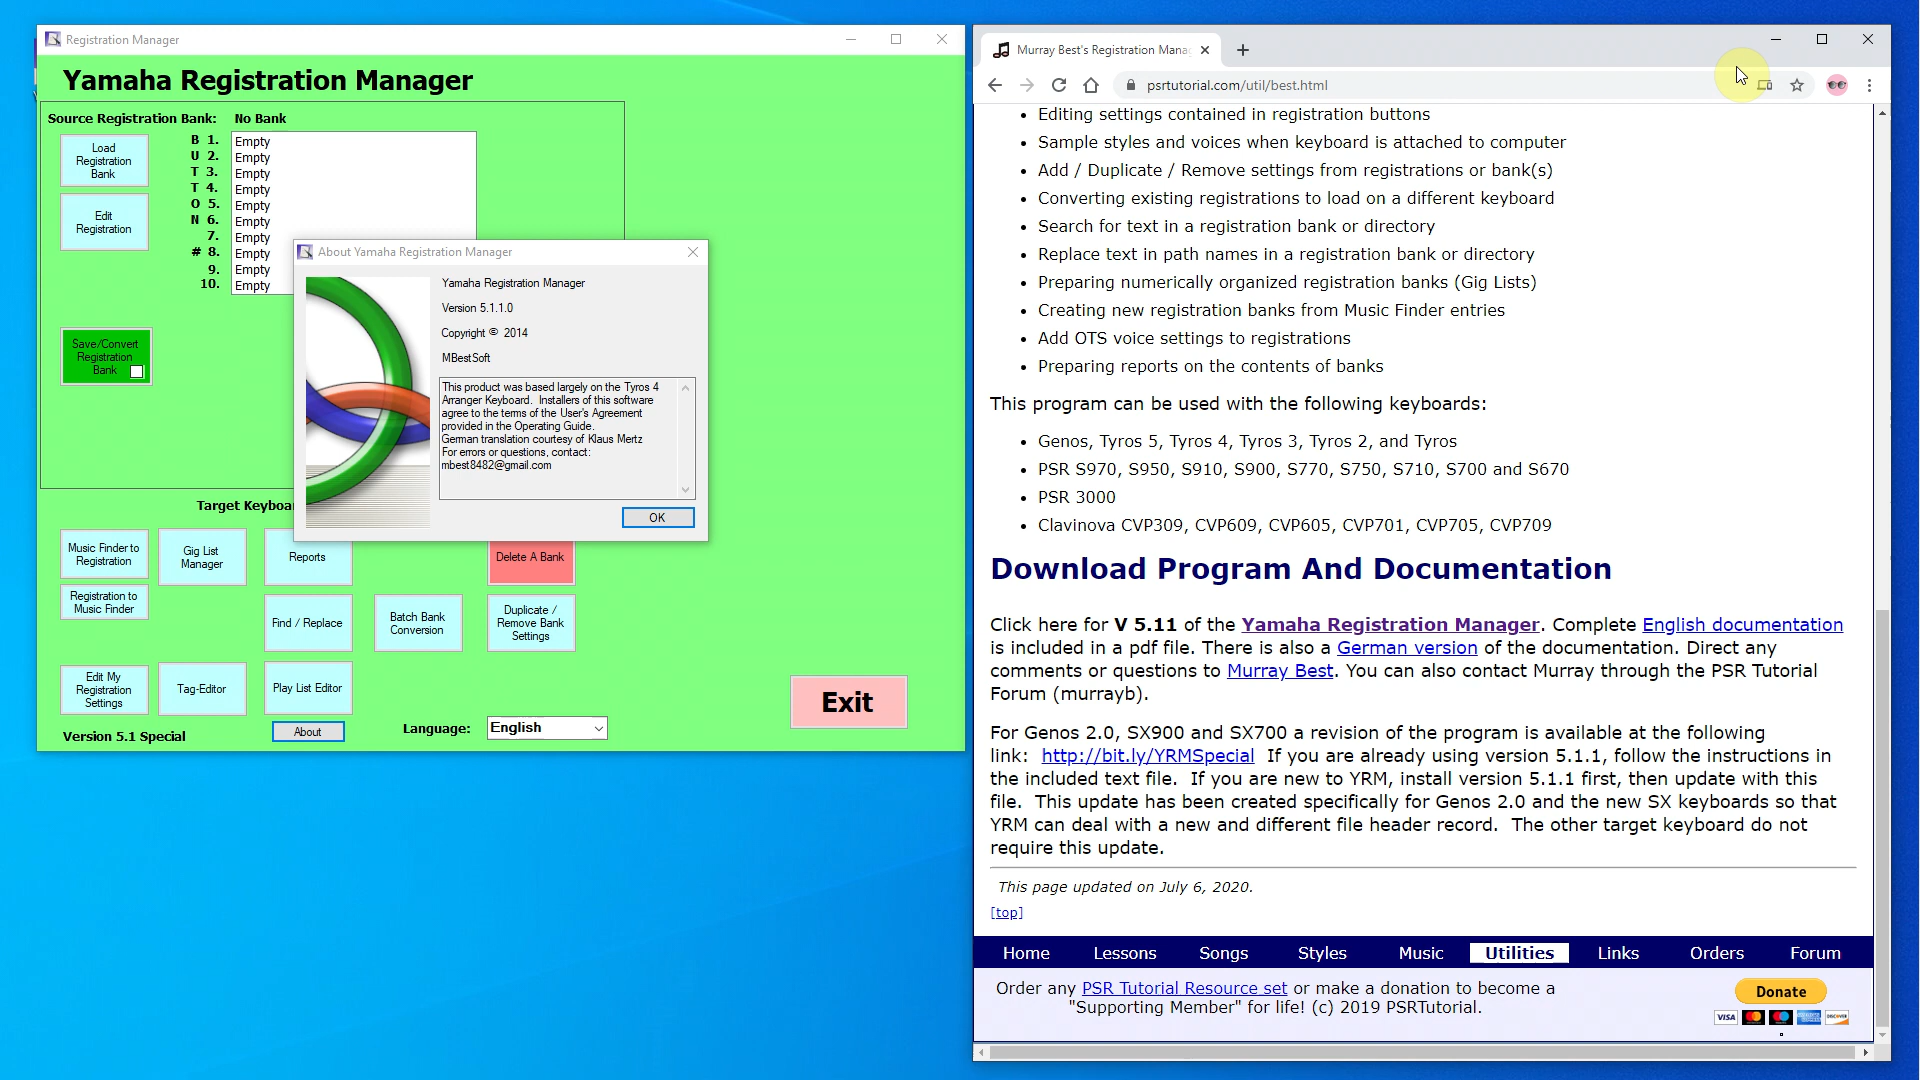 Registration Manager
Yamaha Registration Manager
Source Registration Bank: No Bank
Load
Registration
Bank
Edit
Registration
B 1. Empty
U 2. Empty
T 3. Empty
T 4. Empty
O 5. Empty
N 6. Empty
7. Empty
# 8. Empty
9. Empty
10. Empty
Save/Convert
Registration
Bank
About Yamaha Registration Manager
Yamaha Registration Manager
Version 5.1.1.0
Copyright © 2014
MBestSoft
This product was based largely on the Tyros 4
Arranger Keyboard. Installers of this software
agree to the terms of the User's Agreement
provided in the Operating Guide.
German translation courtesy of Klaus Mertz
For errors or questions, contact:
mbest8482@gmail.com
OK
Target Keyboa
Music Finder to
Registration
Gig List
Manager
Reports
Delete A Bank
Registration to
Music Finder
Find / Replace
Batch Bank
Conversion
Duplicate /
Remove Bank
Settings
Edit My
Registration
Settings
Tag-Editor
Play List Editor
Exit
Version 5.1 Special
About
Language:
English
Murray Best's Registration Mana
psrtutorial.com/util/best.html
• Editing settings contained in registration buttons
• Sample styles and voices when keyboard is attached to computer
• Add / Duplicate / Remove settings from registrations or bank(s)
• Converting existing registrations to load on a different keyboard
• Search for text in a registration bank or directory
• Replace text in path names in a registration bank or directory
• Preparing numerically organized registration banks (Gig Lists)
• Creating new registration banks from Music Finder entries
• Add OTS voice settings to registrations
• Preparing reports on the contents of banks
This program can be used with the following keyboards:
• Genos, Tyros 5, Tyros 4, Tyros 3, Tyros 2, and Tyros
• PSR S970, S950, S910, S900, S770, S750, S710, S700 and S670
• PSR 3000
• Clavinova CVP309, CVP609, CVP605, CVP701, CVP705, CVP709
Download Program And Documentation
Click here for V 5.11 of the Yamaha Registration Manager. Complete English documentation
is included in a pdf file. There is also a German version of the documentation. Direct any
comments or questions to Murray Best. You can also contact Murray through the PSR Tutorial
Forum (murrayb).
For Genos 2.0, SX900 and SX700 a revision of the program is available at the following
link: http://bit.ly/YRMSpecial If you are already using version 5.1.1, follow the instructions in
the included text file. If you are new to YRM, install version 5.1.1 first, then update with this
file. This update has been created specifically for Genos 2.0 and the new SX keyboards so that
YRM can deal with a new and different file header record. The other target keyboard do not
require this update.
This page updated on July 6, 2020.
[top]
Home Lessons Songs Styles Music Utilities Links Orders Forum
Order any PSR Tutorial Resource set or make a donation to become a
"Supporting Member" for life! (c) 2019 PSRTutorial.
Donate
VISA